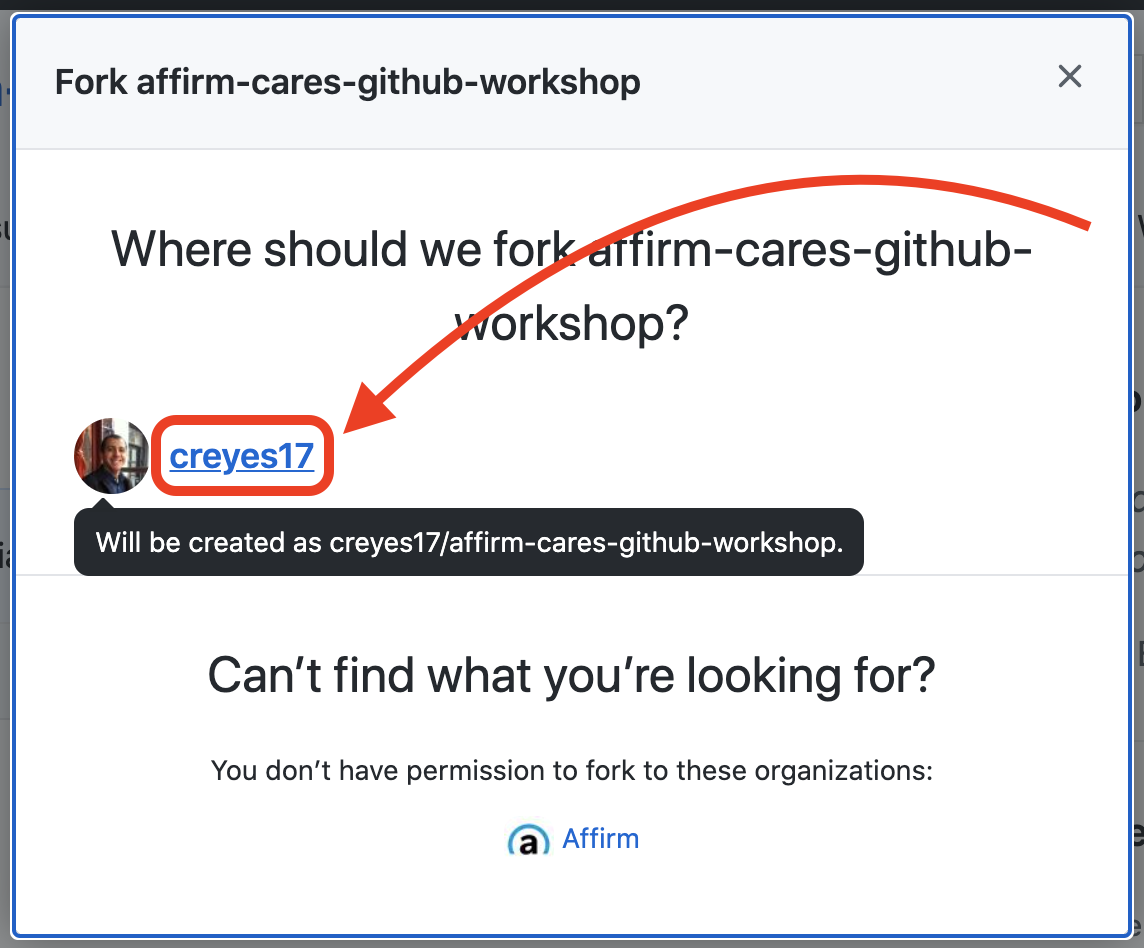 Fork affirm-cares-github-workshop
Where should we fork affirm-cares-github-
workshop?
creyes17
Will be created as creyes17/affirm-cares-github-workshop.
Can’t find what you’re looking for?
You don’t have permission to fork to these organizations:
a Affirm